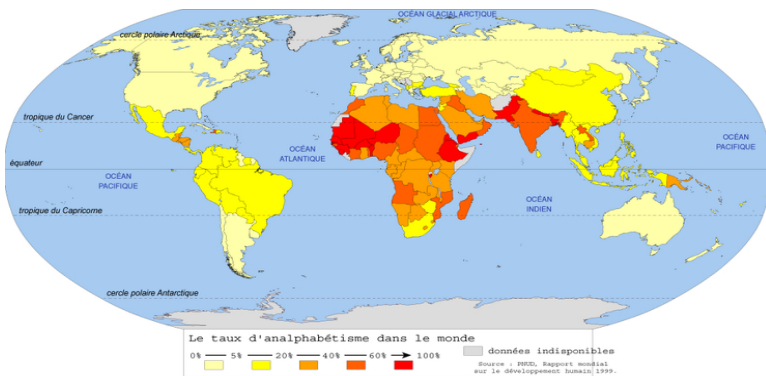 OCÉAN GLACIAL ARCTIQUE
cercle polaire Arctique
tropique du Cancer
OCÉAN
ATLANTIQUE
OCÉAN
PACIFIQUE
équateur
OCÉAN
PACIFIQUE
OCÉAN
INDIEN
tropique du Capricorne
cercle polaire Antarctique
Le taux d'analphabétisme dans le monde
0% 5% 20% 40% 60% 100%
données indisponibles
Source : PNUD, Rapport mondial
sur le développement humain 1999.